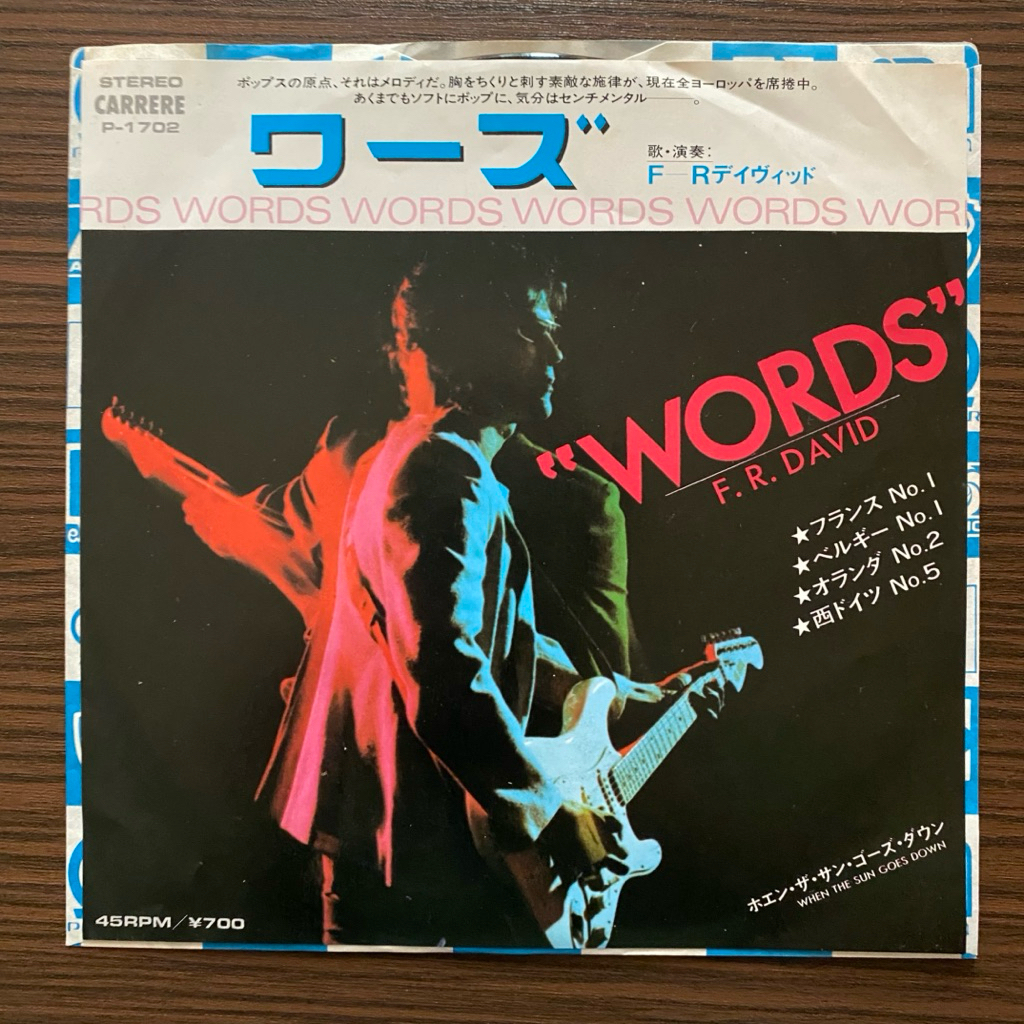 STEREO
CARRERE
P-1702
ポップスの原点、それはメロディだ。胸をちくりと刺す素敵な施律が、現在全ヨーロッパを席捲中。
あくまでもソフトにポップに、気分はセンチメンタル——。
ワーズ
歌・演奏:
F—Rデイヴィッド
RDS WORDS WORDS WORDS WORDS WOR
“WORDS”
F. R. DAVID
★フランス No.1
★ベルギー No.1
★オランダ No.2
★西ドイツ No.5
ホエン・ザ・サン・ゴーズ・ダウン
WHEN THE SUN GOES DOWN
45RPM/¥700